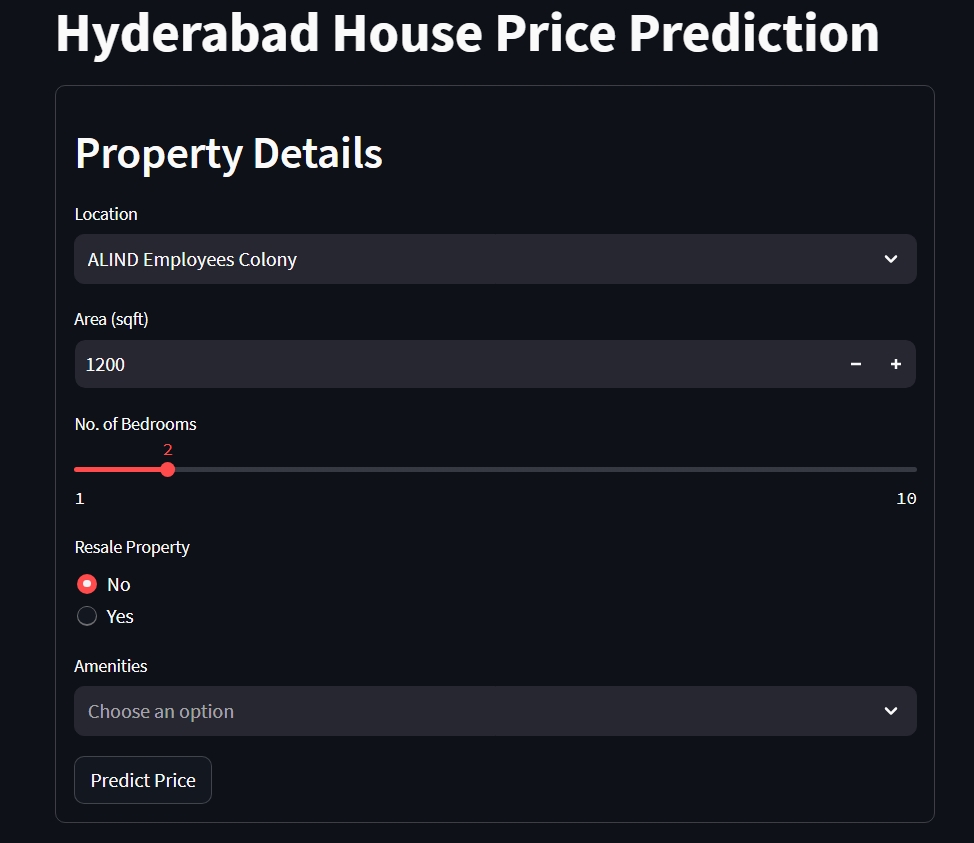 Hyderabad House Price Prediction
Property Details
Location
ALIND Employees Colony
Area (sqft)
1200
No. of Bedrooms
2
1 10
Resale Property
No
Yes
Amenities
Choose an option
Predict Price